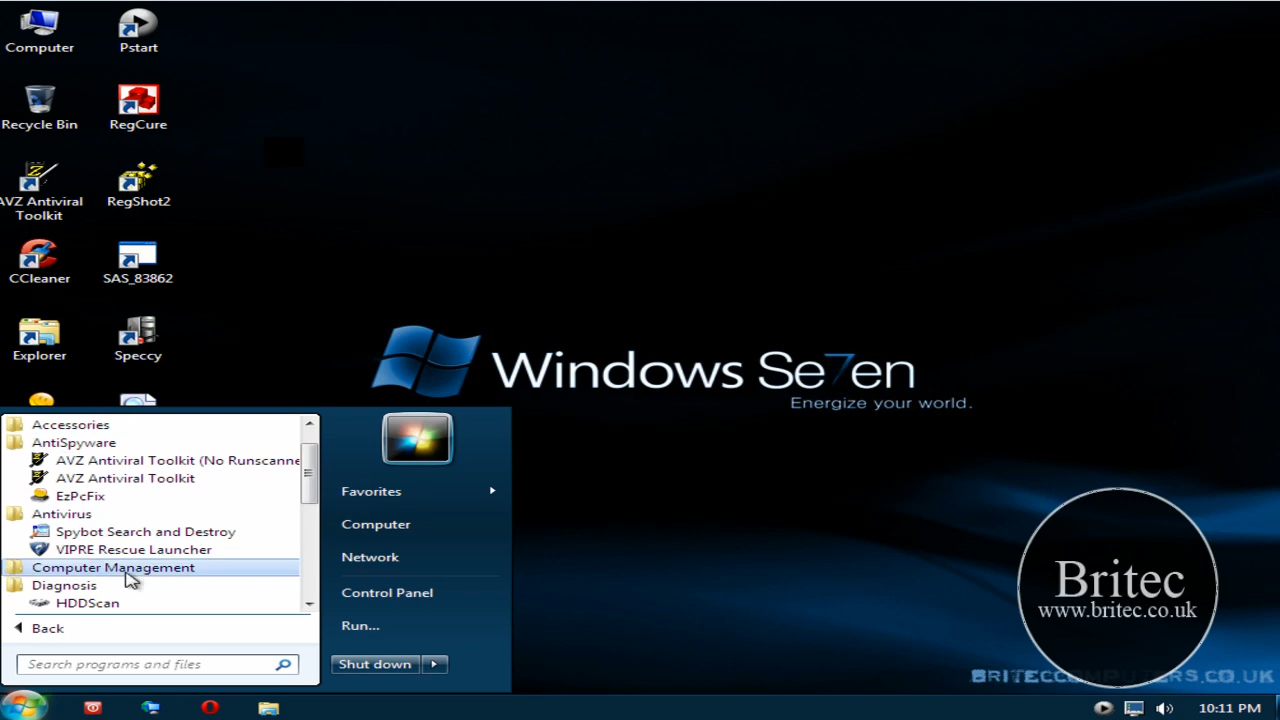 Computer
Pstart
Recycle Bin
RegCure
AVZ Antiviral
Toolkit
RegShot2
CCleaner
SAS_83862
Explorer
Speccy
Windows Se7en
Energize your world.
Accessories
AntiSpyware
AVZ Antiviral Toolkit (No Runscanne
AVZ Antiviral Toolkit
EzPcFix
Antivirus
Spybot Search and Destroy
VIPRE Rescue Launcher
Computer Management
Diagnosis
HDDScan
Back
Search programs and files
Favorites
Computer
Network
Control Panel
Run...
Shut down
Britec
www.britec.co.uk
BRITECCOMPUTERS.CO.UK
10:11 PM